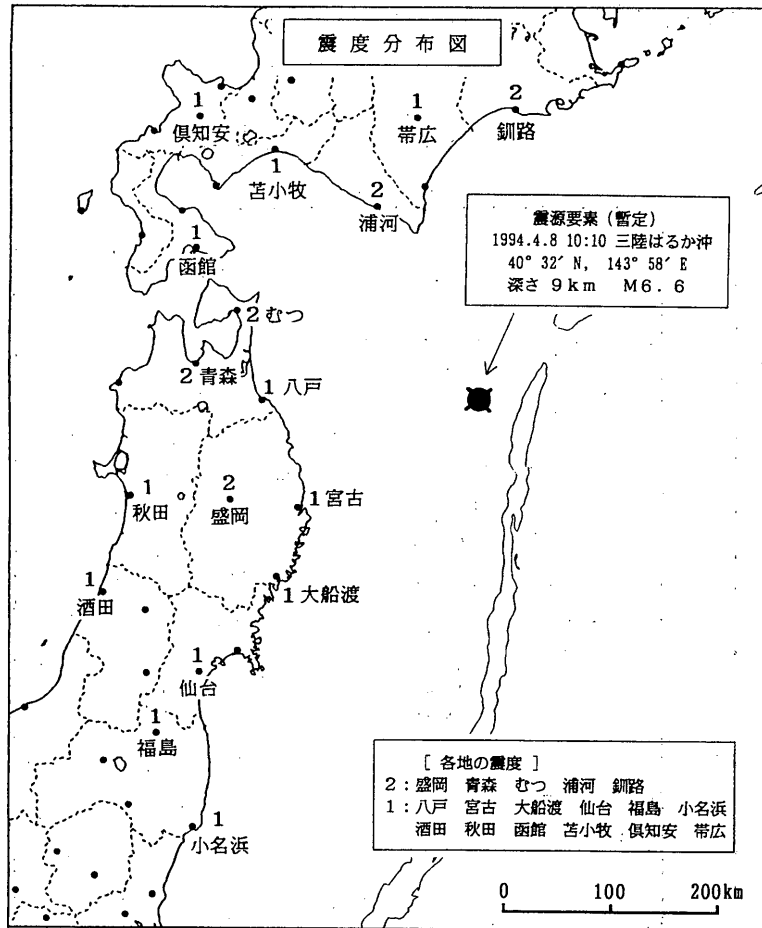 震度分布図
2
1
1
釧路
倶知安
帯広
1
苫小牧
2
浦河
震源要素(暫定)
1994.4.8 10:10 三陸はるか沖
40°32′N, 143°58′E
深さ 9km M6.6
1
函館
2 むつ
2 青森
1 八戸
1
秋田
2
盛岡
1 宮古
1
酒田
1 大船渡
1
仙台
1
福島
[ 各地の震度 ]
2:盛岡 青森 むつ 浦河 釧路
1:八戸 宮古 大船渡 仙台 福島 小名浜
酒田 秋田 函館 苫小牧 倶知安 帯広
1
小名浜
0 100 200km